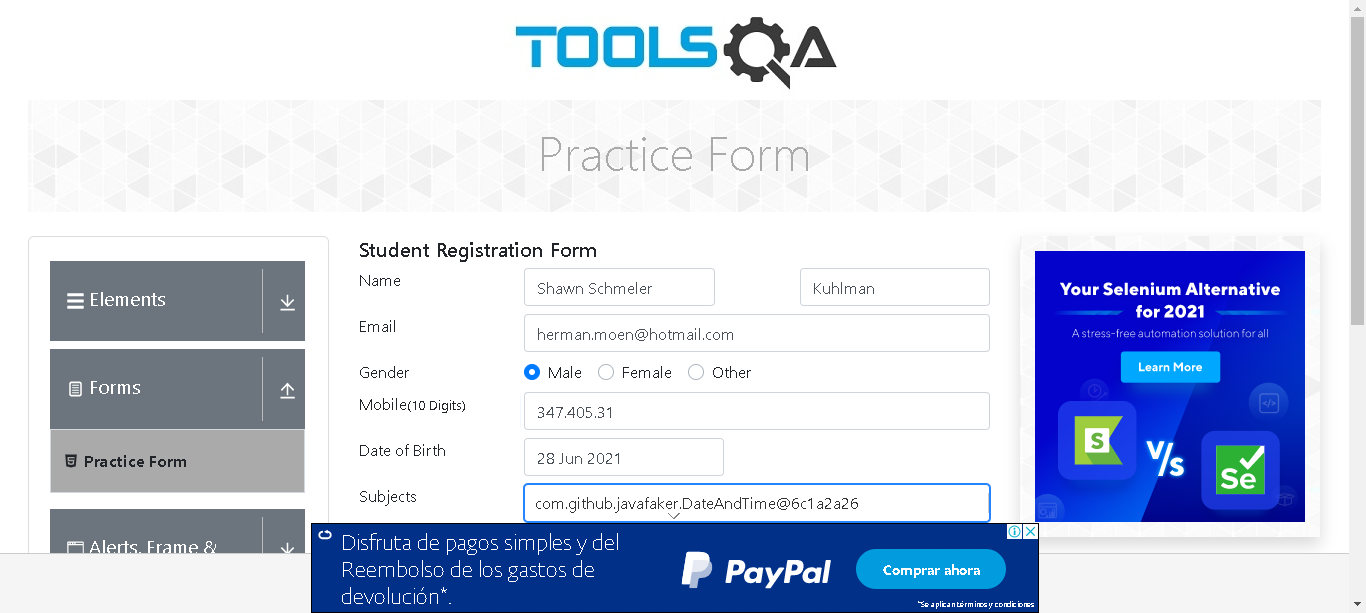 TOOLSQA
Practice Form
Elements
Forms
Practice Form
Alerts, Frame &
Student Registration Form
Name
Shawn Schmeler
Kuhlman
Email
herman.moen@hotmail.com
Gender
Male
Female
Other
Mobile(10 Digits)
347.405.31
Date of Birth
28 Jun 2021
Subjects
com.github.javafaker.DateAndTime@6c1a2a26
Your Selenium Alternative
for 2021
A stress-free automation solution for all
Learn More
S
V/s
Se
Disfruta de pagos simples y del
Reembolso de los gastos de
devolución*.
PayPal
Comprar ahora
*Se aplican términos y condiciones